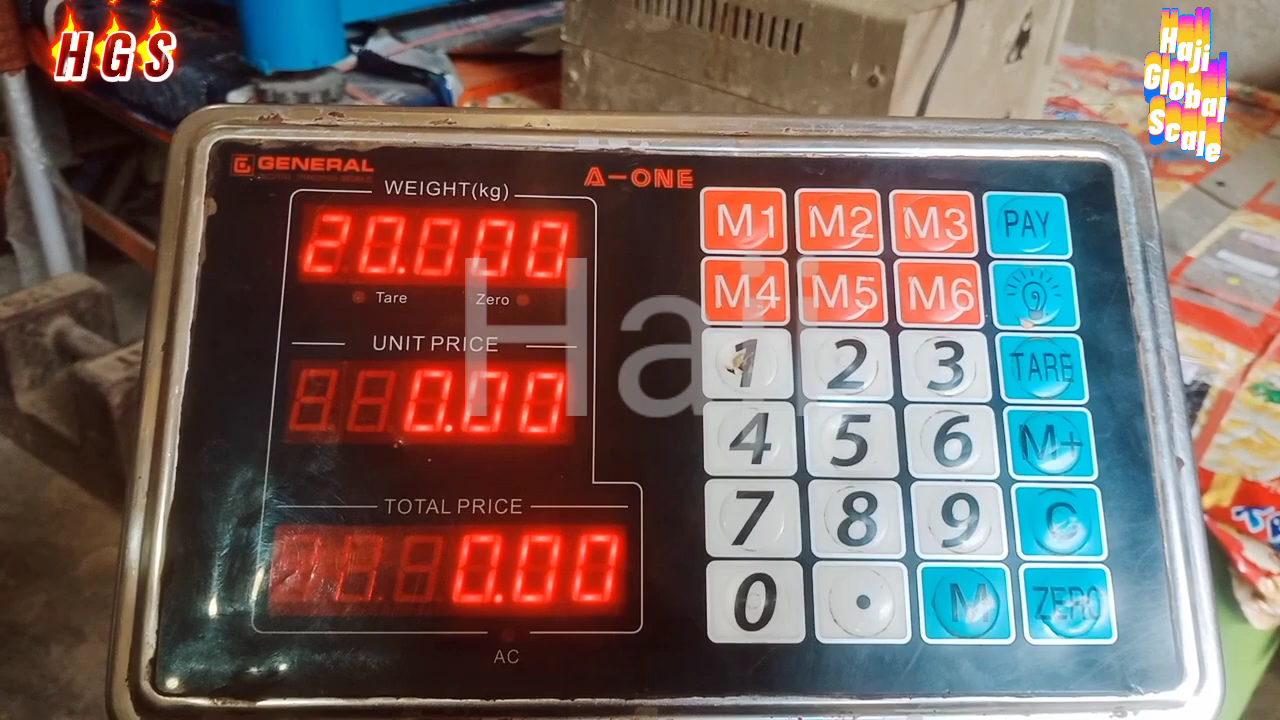 HGS
Haji
Global
Scale
GENERAL
A-ONE
WEIGHT(kg)
20.000
Tare Zero
UNIT PRICE
0.00
TOTAL PRICE
0.00
AC
M1 M2 M3 PAY
M4 M5 M6
1 2 3 TARE
4 5 6 M+
7 8 9 C
0 . M ZERO
Haji